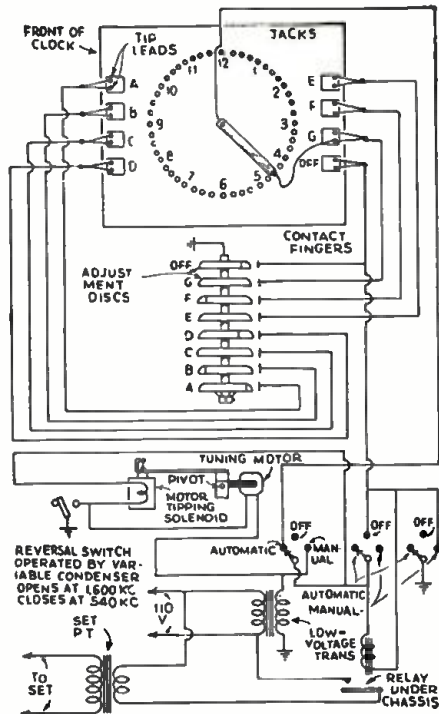 FRONT OF
CLOCK
TIP
LEADS
JACKS
A
B
C
D
12
1
2
3
4
5
6
7
8
9
10
11
E
F
G
OFF
CONTACT
FINGERS
ADJUST
MENT
DISCS
OFF
G
F
E
D
C
B
A
TUNING MOTOR
PIVOT
MOTOR
TIPPING
SOLENOID
REVERSAL SWITCH
OPERATED BY VAR-
IABLE CONDENSER
OPENS AT 1,600 KC
CLOSES AT 540 KC
OFF
AUTOMATIC
MAN-
UAL
OFF
OFF
AUTOMATIC
MANUAL-
110
V
LOW-
VOLTAGE
TRANS
SET
P T
TO
SET
RELAY
UNDER
CHASSIS